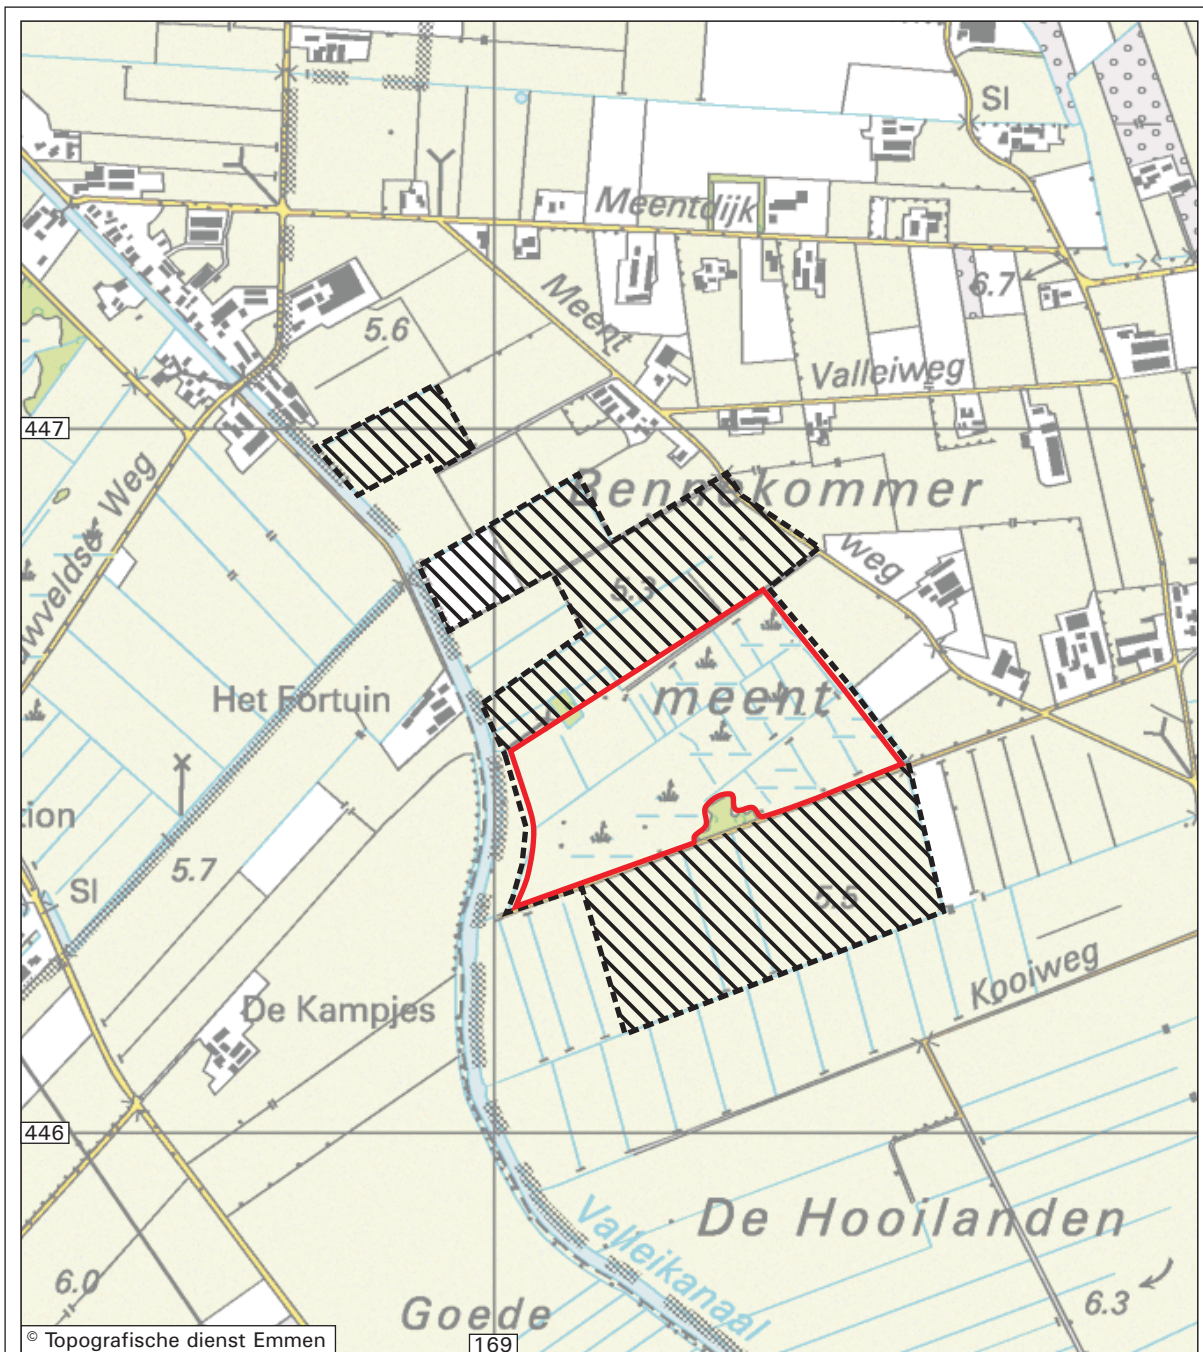 Sl
Meentdijk
6.7
Meent
5.6
Valleiweg
447
Weg
Bennekommer
weg
5.3
meent
Het Fortuin
5.7
Sl
5.5
Kooiweg
De Kampjes
446
De Hooilanden
Valleikanaal
6.0
6.3
Goede
© Topografische dienst Emmen
169